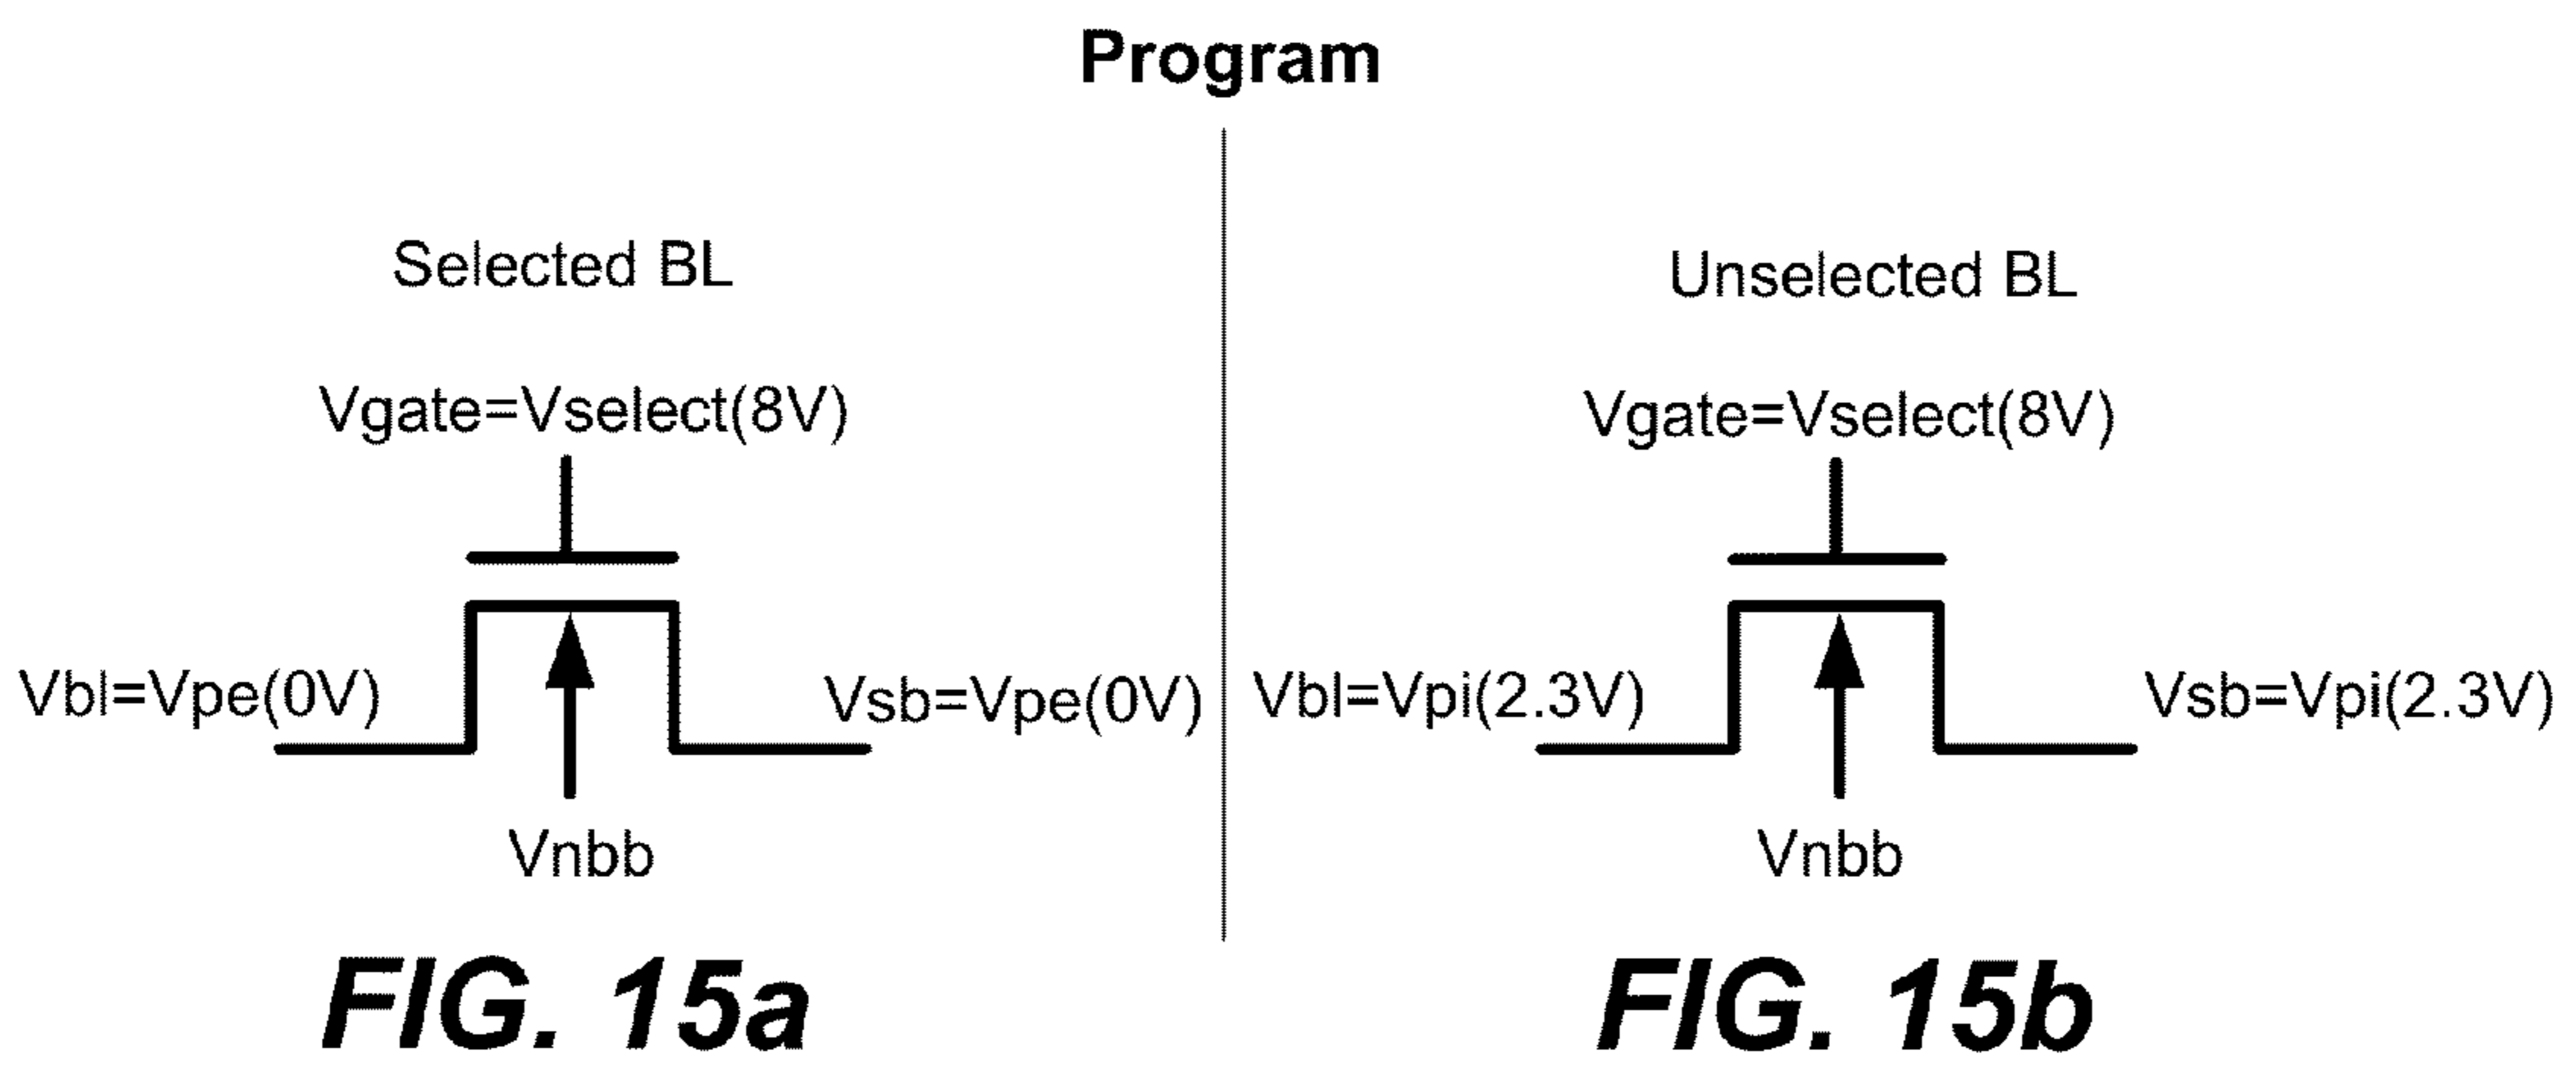 Program
Selected BL
Vgate=Vselect(8V)
Vbl=Vpe(0V)
Vsb=Vpe(0V)
Vnbb
FIG. 15a
Unselected BL
Vgate=Vselect(8V)
Vbl=Vpi(2.3V)
Vsb=Vpi(2.3V)
Vnbb
FIG. 15b